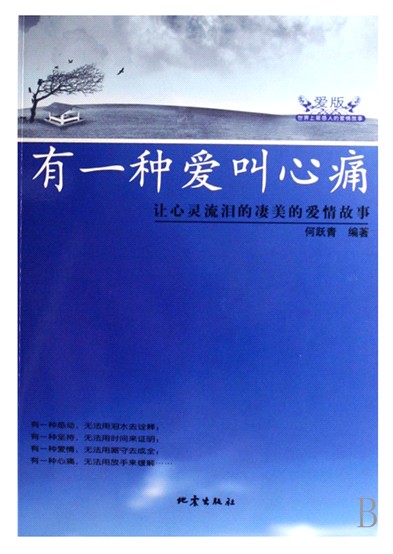 爱版
世界上最感人的爱情故事
有一种爱叫心痛
让心灵流泪的凄美的爱情故事
何跃青 编著
有一种感动，无法用泪水去诠释；
有一种坚持，无法用时间来证明；
有一种爱情，无法用厮守去成全；
有一种心痛，无法用放手来缓解……
地震出版社
B